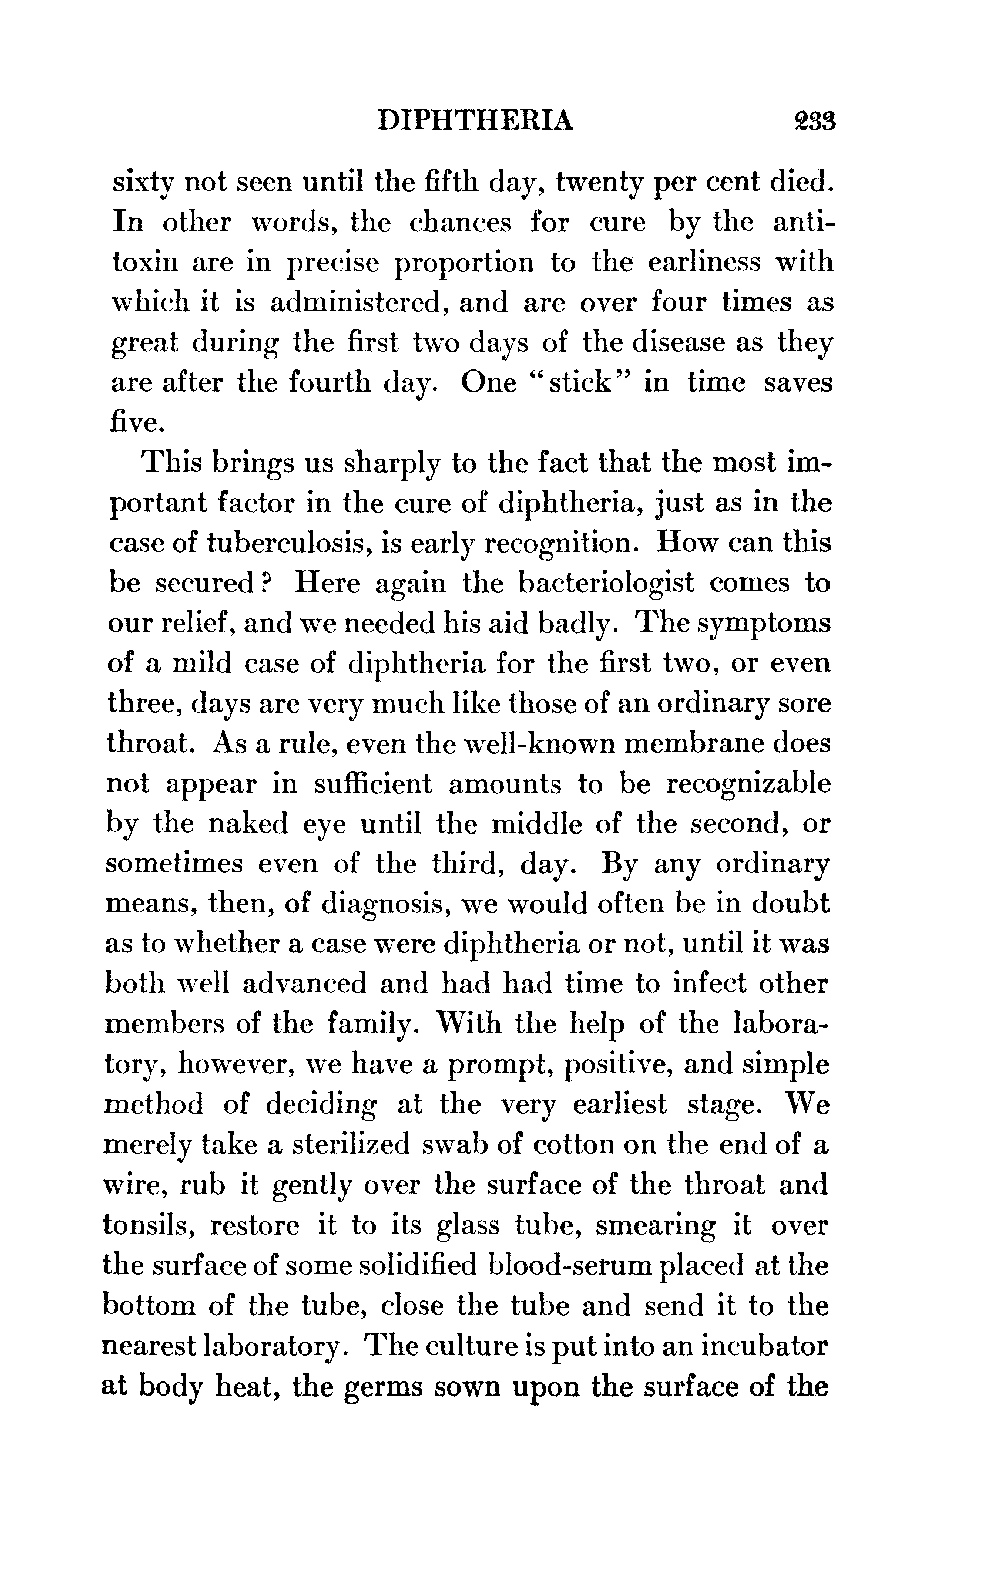 DIPHTHERIA 233
sixty not seen until the fifth day, twenty per cent died.
In other words, the chances for cure by the anti-
toxin are in precise proportion to the earliness with
which it is administered, and are over four times as
great during the first two days of the disease as they
are after the fourth day. One “stick” in time saves
five.
This brings us sharply to the fact that the most im-
portant factor in the cure of diphtheria, just as in the
case of tuberculosis, is early recognition. How can this
be secured? Here again the bacteriologist comes to
our relief, and we needed his aid badly. The symptoms
of a mild case of diphtheria for the first two, or even
three, days are very much like those of an ordinary sore
throat. As a rule, even the well-known membrane does
not appear in sufficient amounts to be recognizable
by the naked eye until the middle of the second, or
sometimes even of the third, day. By any ordinary
means, then, of diagnosis, we would often be in doubt
as to whether a case were diphtheria or not, until it was
both well advanced and had had time to infect other
members of the family. With the help of the labora-
tory, however, we have a prompt, positive, and simple
method of deciding at the very earliest stage. We
merely take a sterilized swab of cotton on the end of a
wire, rub it gently over the surface of the throat and
tonsils, restore it to its glass tube, smearing it over
the surface of some solidified blood-serum placed at the
bottom of the tube, close the tube and send it to the
nearest laboratory. The culture is put into an incubator
at body heat, the germs sown upon the surface of the